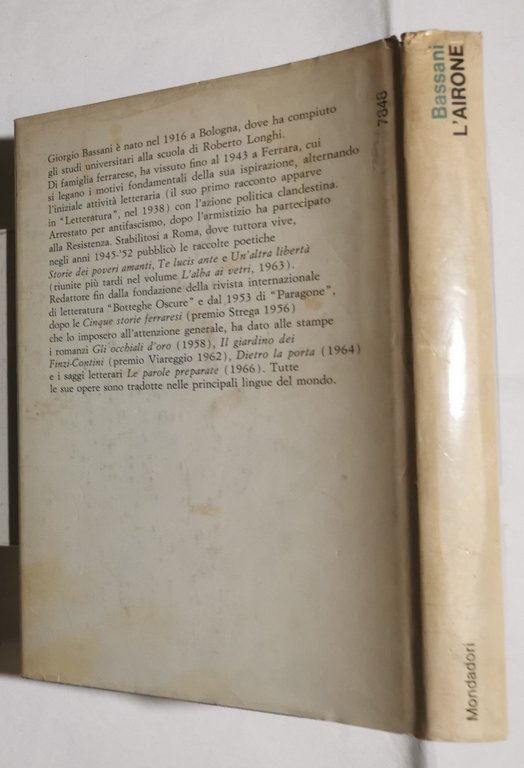 Giorgio Bassani è nato nel 1916 a Bologna, dove ha compiuto
gli studi universitari alla scuola di Roberto Longhi.
Di famiglia ferrarese, ha vissuto fino al 1943 a Ferrara, cui
si legano i motivi fondamentali della sua ispirazione, alternando
l'iniziale attività letteraria (il suo primo racconto apparve
in "Letteratura", nel 1938) con l'azione politica clandestina.
Arrestato per antifascismo, dopo l'armistizio ha partecipato
alla Resistenza. Stabilitosi a Roma, dove tuttora vive,
negli anni 1945-'52 pubblicò le raccolte poetiche
Storie dei poveri amanti, Te lucis ante e Un'altra libertà
(riunite più tardi nel volume L'alba ai vetri, 1963).
Redattore fin dalla fondazione della rivista internazionale
di letteratura "Botteghe Oscure" e dal 1953 di "Paragone",
dopo le Cinque storie ferraresi (premio Strega 1956)
che lo imposero all'attenzione generale, ha dato alle stampe
i romanzi Gli occhiali d'oro (1958), Il giardino dei
Finzi-Contini (premio Viareggio 1962), Dietro la porta (1964)
e i saggi letterari Le parole preparate (1966). Tutte
le sue opere sono tradotte nelle principali lingue del mondo.
7848
Bassani
L'AIRONE
Mondadori